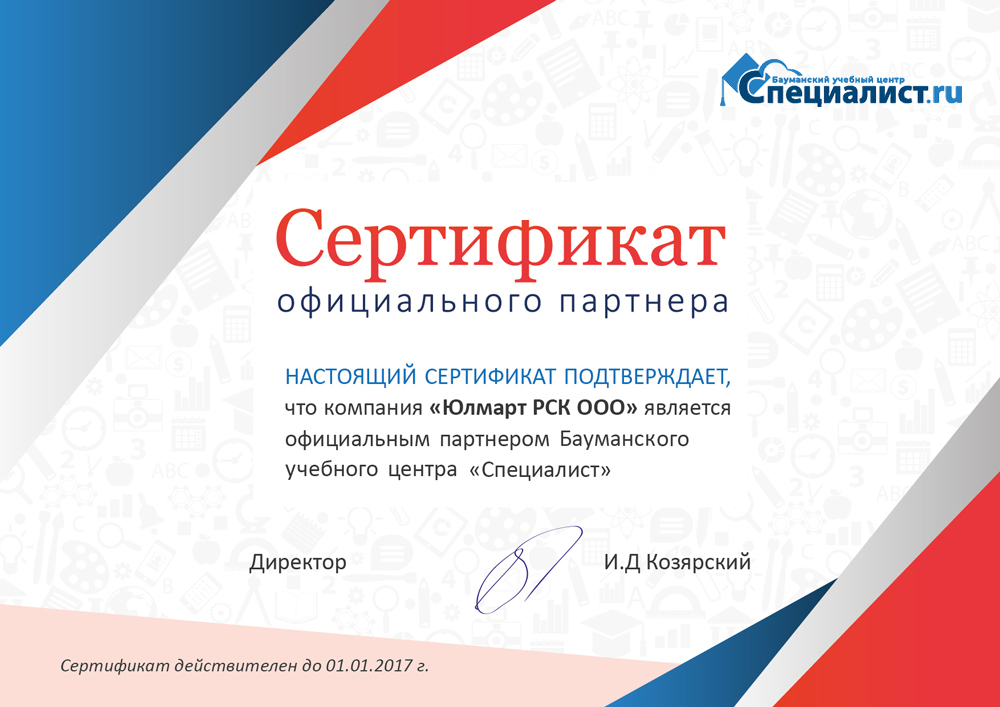 Бауманский учебный центр
Специалист.ru
Сертификат
официального партнера
НАСТОЯЩИЙ СЕРТИФИКАТ ПОДТВЕРЖДАЕТ,
что компания «Юлмарт РСК ООО» является
официальным партнером Бауманского
учебного центра «Специалист»
Директор И.Д Козярский
Сертификат действителен до 01.01.2017 г.